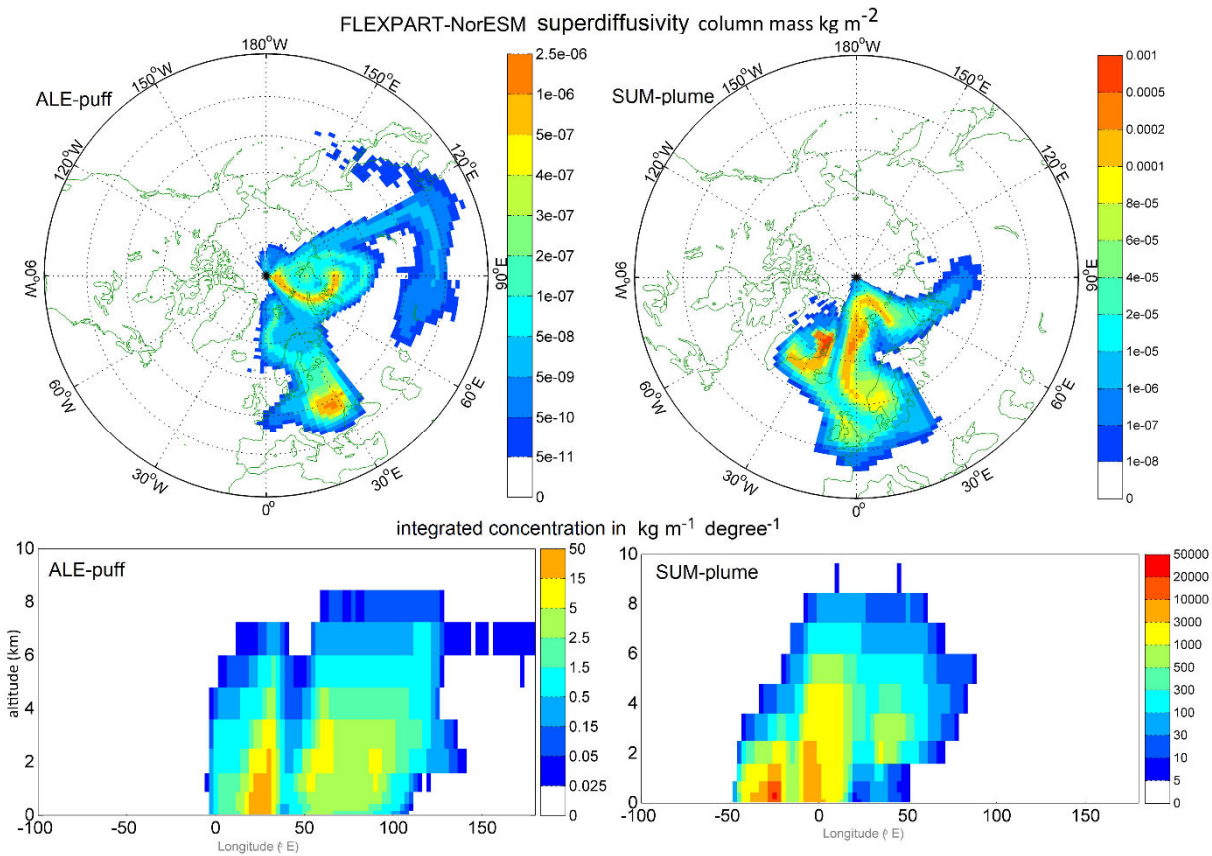 FLEXPART-NorESM superdiffusivity column mass kg m⁻²
ALE-puff
180°W
150°W
150°E
120°W
120°E
90°W
90°E
60°W
60°E
30°W
30°E
0°
2.5e-06
1e-06
5e-07
4e-07
3e-07
2e-07
1e-07
5e-08
5e-09
5e-10
5e-11
0
SUM-plume
180°W
150°W
150°E
120°W
120°E
90°W
90°E
60°W
60°E
30°W
30°E
0°
0.001
0.0005
0.0002
0.0001
8e-05
6e-05
4e-05
2e-05
1e-05
1e-06
1e-07
1e-08
0
integrated concentration in kg m⁻¹ degree⁻¹
ALE-puff
altitude (km)
10
8
6
4
2
0
-100 -50 0 50 100 150
Longitude (° E)
50
15
5
2.5
1.5
0.5
0.15
0.05
0.025
0
SUM-plume
10
8
6
4
2
0
-100 -50 0 50 100 150
Longitude (° E)
50000
20000
10000
3000
1000
500
300
100
30
10
5
0